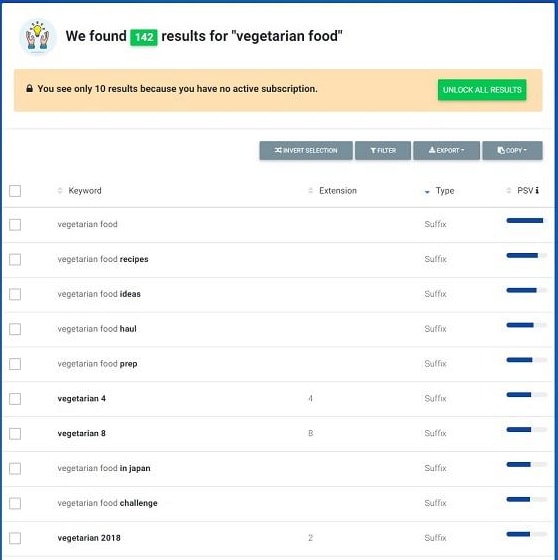 We found 142 results for "vegetarian food"
You see only 10 results because you have no active subscription.
UNLOCK ALL RESULTS
INVERT SELECTION FILTER EXPORT COPY
Keyword Extension Type PSV
vegetarian food Suffix
vegetarian food recipes Suffix
vegetarian food ideas Suffix
vegetarian food haul Suffix
vegetarian food prep Suffix
vegetarian 4 4 Suffix
vegetarian 8 8 Suffix
vegetarian food in japan Suffix
vegetarian food challenge Suffix
vegetarian 2018 2 Suffix